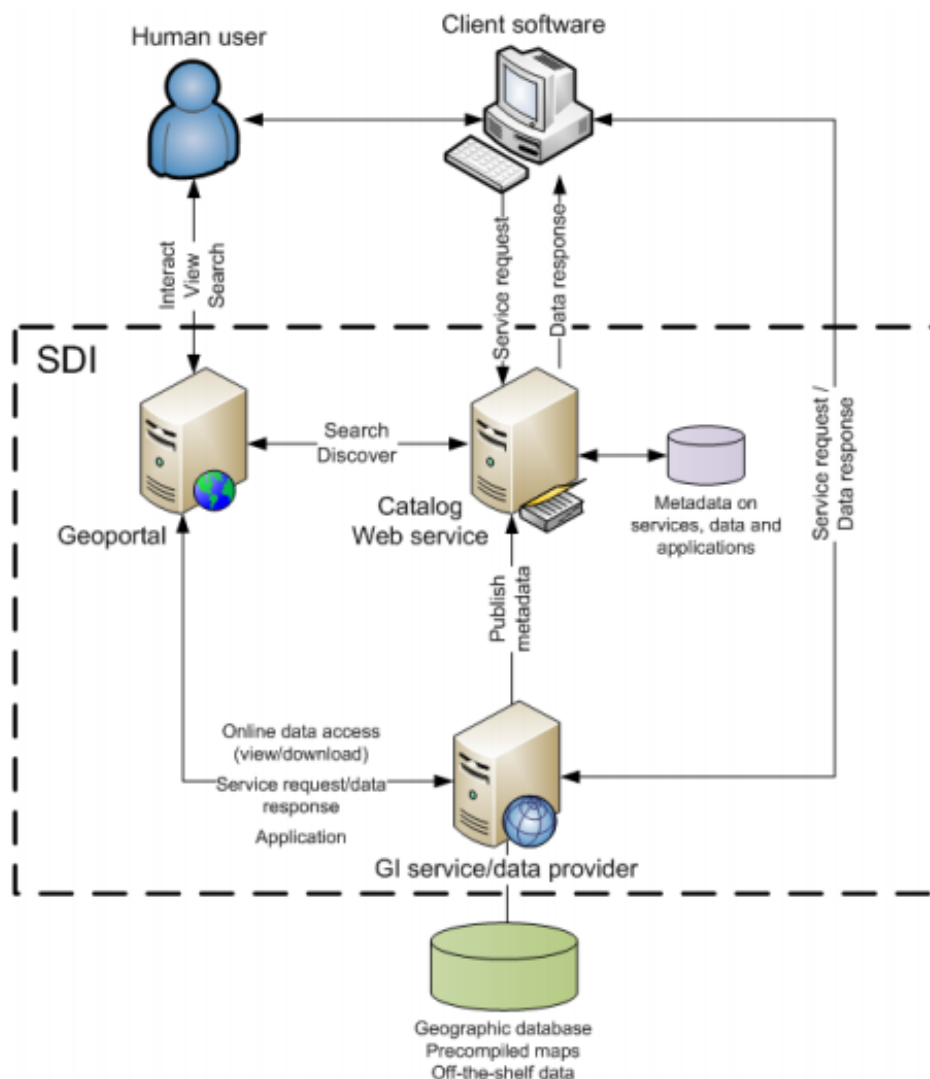 Human user
Client software
Interact
View
Search
Service request
Data response
SDI
Search
Discover
Geoportal
Catalog
Web service
Metadata on
services, data and
applications
Service request /
Data response
Publish
metadata
Online data access
(view/download)
Service request/data
response
Application
GI service/data provider
Geographic database
Precompiled maps
Off-the-shelf data